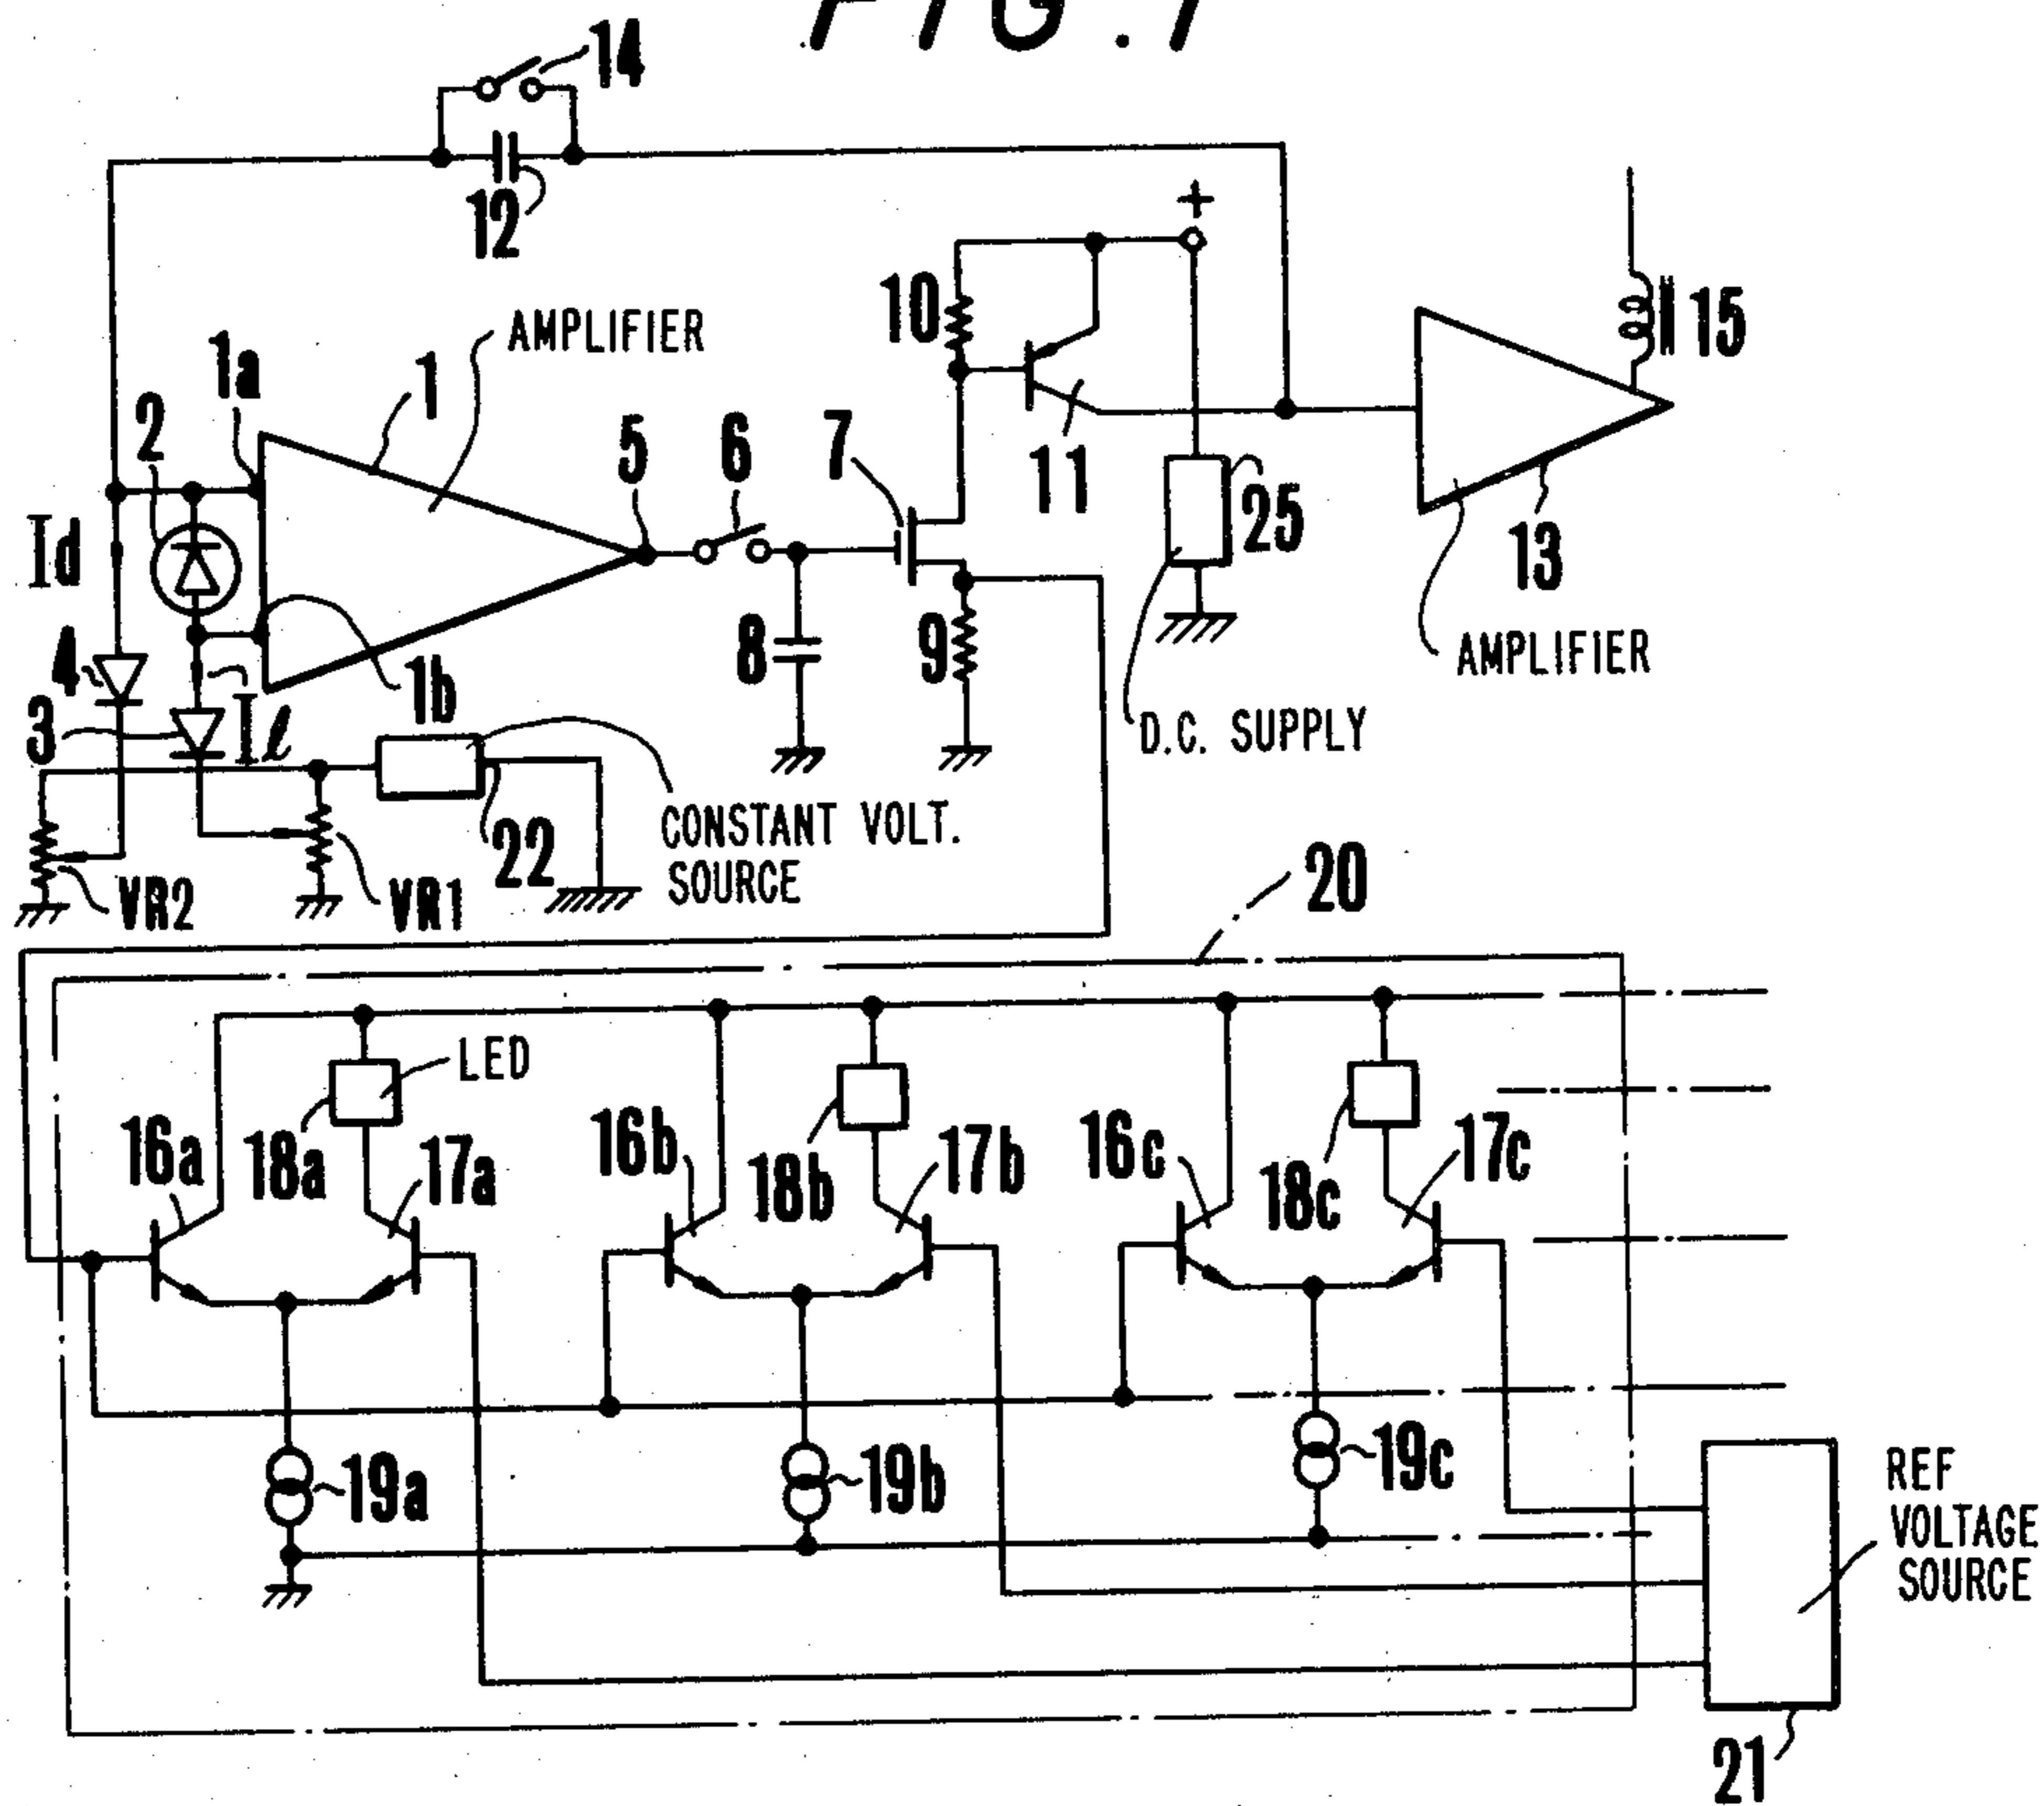 FIG. 1
14
12
+
10
15
AMPLIFIER
1a
1
2
5
6
7
11
25
13
Id
4
8
9
1b
AMPLIFIER
3
Il
D.C. SUPPLY
22
CONSTANT VOLT.
SOURCE
VR2
VR1
20
LED
16a
18a
17a
16b
18b
17b
16c
18c
17c
19a
19b
19c
REF
VOLTAGE
SOURCE
21